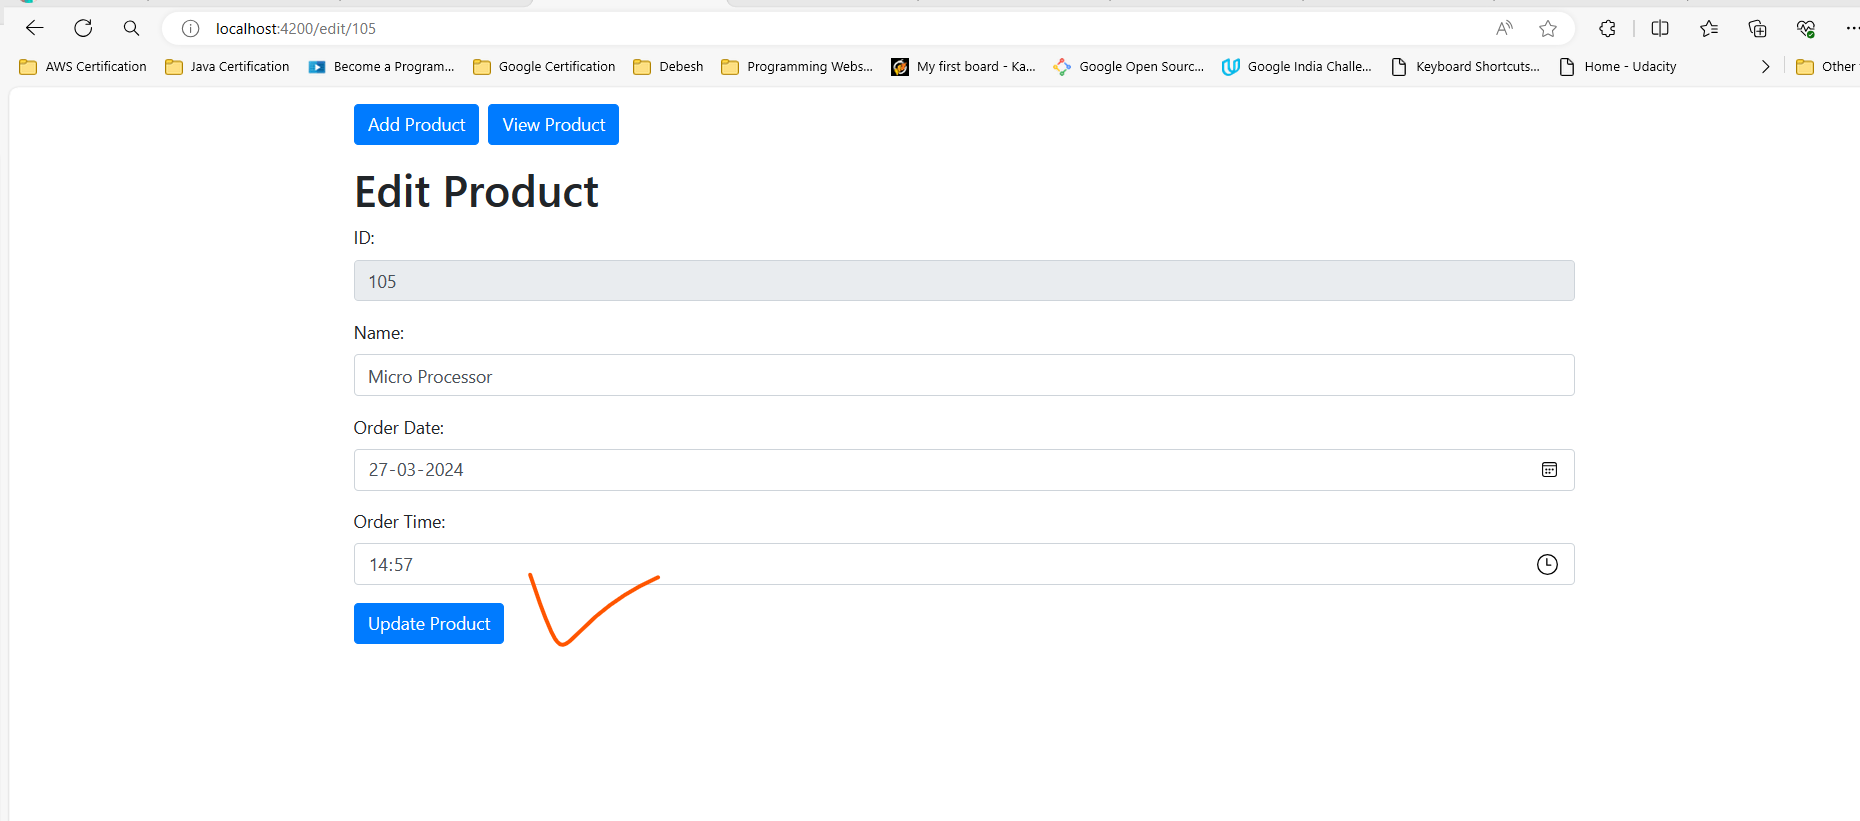 localhost:4200/edit/105
AWS Certification Java Certification Become a Program... Google Certification Debesh Programming Webs... My first board - Ka... Google Open Sourc... Google India Challe... Keyboard Shortcuts... Home - Udacity Other
Add Product View Product
Edit Product
ID:
105
Name:
Micro Processor
Order Date:
27-03-2024
Order Time:
14:57
Update Product